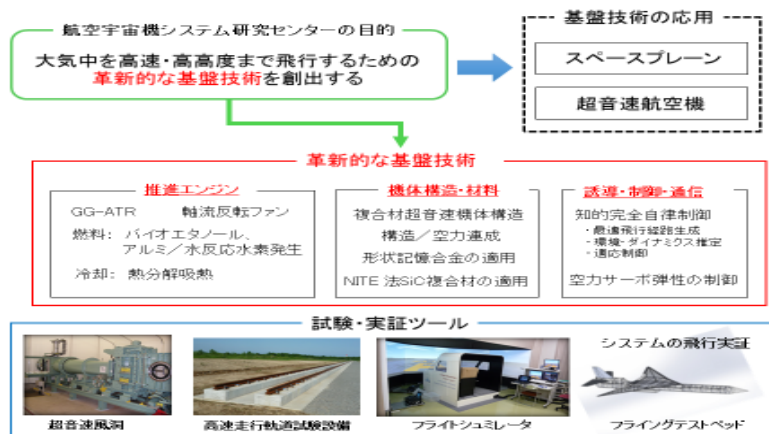 航空宇宙機システム研究センターの目的
大気中を高速・高高度まで飛行するための
革新的な基盤技術を創出する
基盤技術の応用
スペースプレーン
超音速航空機
革新的な基盤技術
推進エンジン
GG-ATR 軸流反転ファン
燃料: バイオエタノール、
アルミ/水反応水素発生
冷却: 熱分解吸熱
機体構造・材料
複合材超音速機体構造
構造/空力連成
形状記憶合金の適用
NITE 法SiC複合材の適用
誘導・制御・通信
知的完全自律制御
・最適飛行経路生成
・環境・ダイナミクス推定
・適応制御
空力サーボ弾性の制御
試験・実証ツール
システムの飛行実証
超音速風洞
高速走行軌道試験設備
フライトシュミレータ
フライングテストベッド